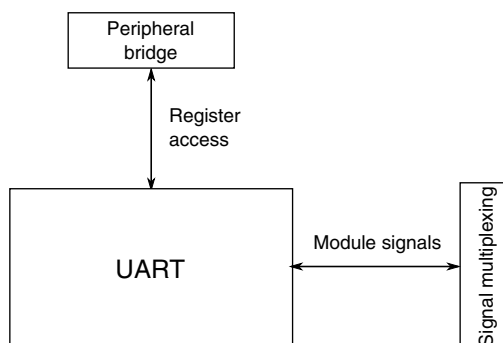 Peripheral
bridge
Register
access
UART
Module signals
Signal multiplexing